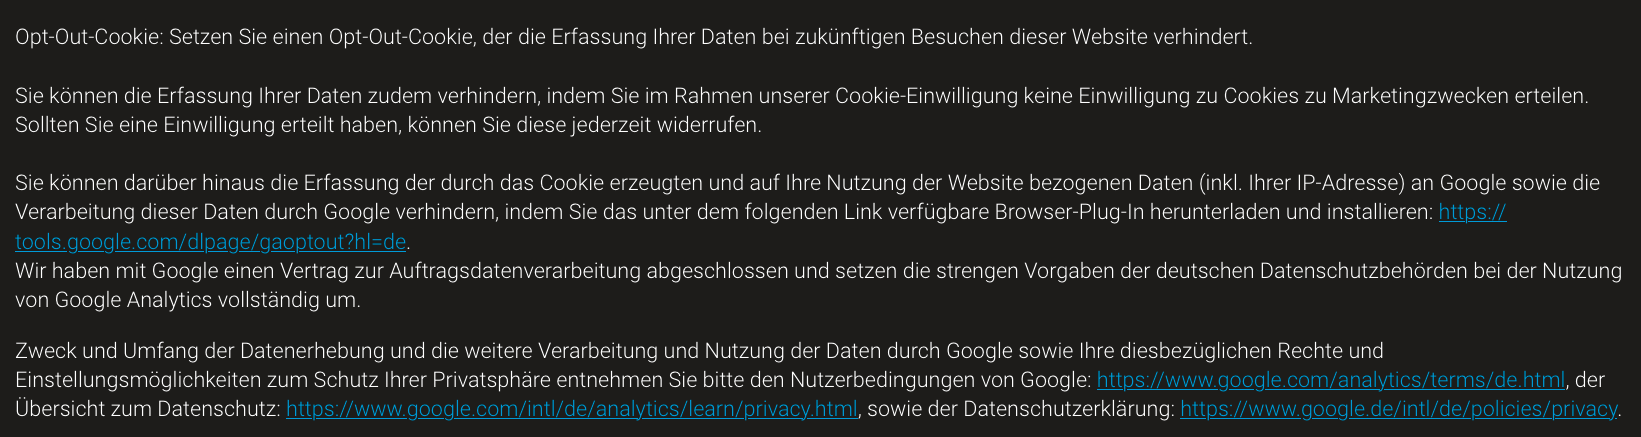 Opt-Out-Cookie: Setzen Sie einen Opt-Out-Cookie, der die Erfassung Ihrer Daten bei zukünftigen Besuchen dieser Website verhindert.
Sie können die Erfassung Ihrer Daten zudem verhindern, indem Sie im Rahmen unserer Cookie-Einwilligung keine Einwilligung zu Cookies zu Marketingzwecken erteilen.
Sollten Sie eine Einwilligung erteilt haben, können Sie diese jederzeit widerrufen.
Sie können darüber hinaus die Erfassung der durch das Cookie erzeugten und auf Ihre Nutzung der Website bezogenen Daten (inkl. Ihrer IP-Adresse) an Google sowie die
Verarbeitung dieser Daten durch Google verhindern, indem Sie das unter dem folgenden Link verfügbare Browser-Plug-In herunterladen und installieren: https://
tools.google.com/dlpage/gaoptout?hl=de.
Wir haben mit Google einen Vertrag zur Auftragsdatenverarbeitung abgeschlossen und setzen die strengen Vorgaben der deutschen Datenschutzbehörden bei der Nutzung
von Google Analytics vollständig um.
Zweck und Umfang der Datenerhebung und die weitere Verarbeitung und Nutzung der Daten durch Google sowie Ihre diesbezüglichen Rechte und
Einstellungsmöglichkeiten zum Schutz Ihrer Privatsphäre entnehmen Sie bitte den Nutzerbedingungen von Google: https://www.google.com/analytics/terms/de.html, der
Übersicht zum Datenschutz: https://www.google.com/intl/de/analytics/learn/privacy.html, sowie der Datenschutzerklärung: https://www.google.de/intl/de/policies/privacy.